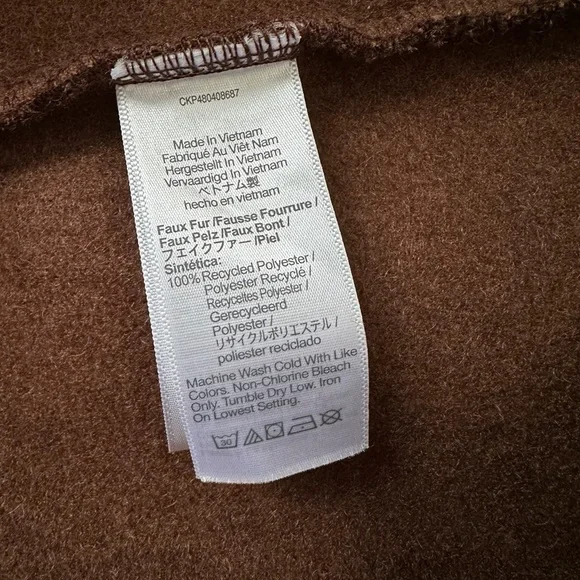 CKP480408687
Made In Vietnam
Fabriqué Au Viêt Nam
Hergestellt In Vietnam
Vervaardigd In Vietnam
ベトナム製
hecho en vietnam
Faux Fur /Fausse Fourrure /
Faux Pelz /Faux Bont /
フェイクファー /Piel
Sintética:
100% Recycled Polyester /
Polyester Recyclé /
Recyceltes Polyester /
Gerecycleerd
Polyester /
リサイクルポリエステル /
poliester reciclado
Machine Wash Cold With Like
Colors. Non-Chlorine Bleach
Only. Tumble Dry Low. Iron
On Lowest Setting.
30